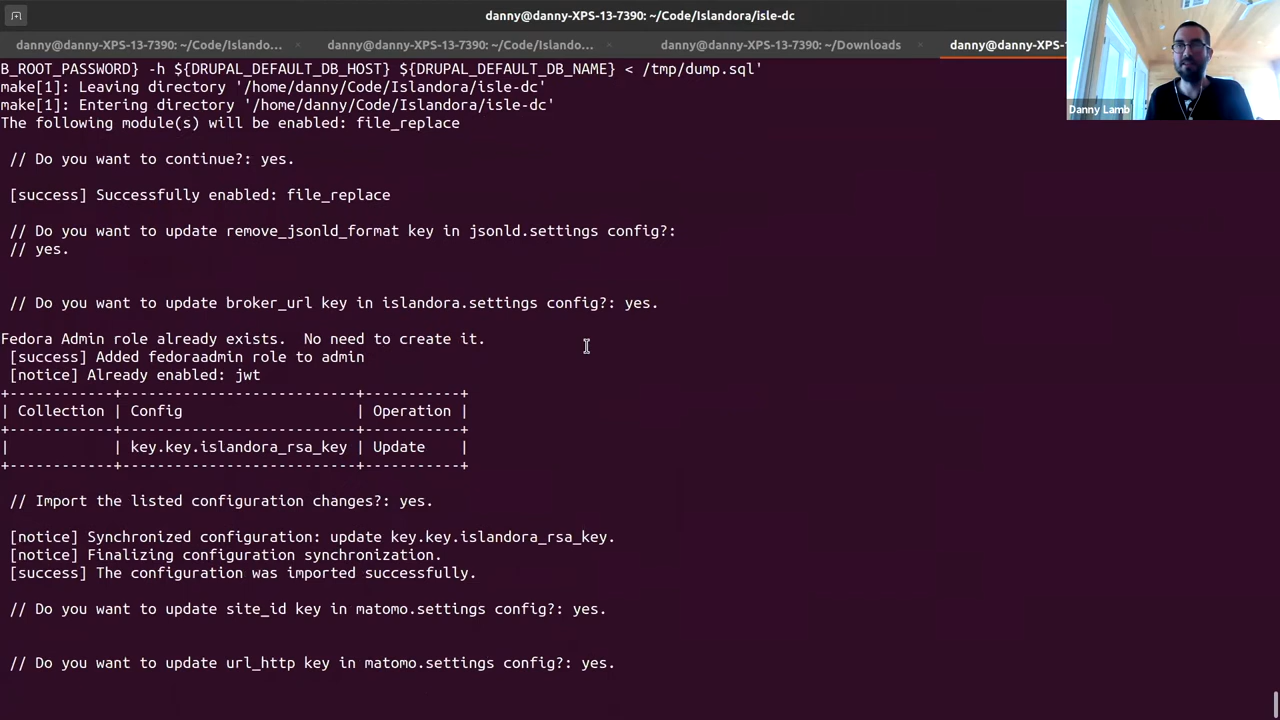 danny@danny-XPS-13-7390: ~/Code/Islandora/isle-dc
danny@danny-XPS-13-7390: ~/Code/Islando...
danny@danny-XPS-13-7390: ~/Code/Islando...
danny@danny-XPS-13-7390: ~/Downloads
danny@danny-XPS-1
Danny Lamb
B_ROOT_PASSWORD} -h ${DRUPAL_DEFAULT_DB_HOST} ${DRUPAL_DEFAULT_DB_NAME} < /tmp/dump.sql'
make[1]: Leaving directory '/home/danny/Code/Islandora/isle-dc'
make[1]: Entering directory '/home/danny/Code/Islandora/isle-dc'
The following module(s) will be enabled: file_replace
// Do you want to continue?: yes.
[success] Successfully enabled: file_replace
// Do you want to update remove_jsonld_format key in jsonld.settings config?:
// yes.
// Do you want to update broker_url key in islandora.settings config?: yes.
Fedora Admin role already exists.  No need to create it.
[success] Added fedoraadmin role to admin
[notice] Already enabled: jwt
+------------+--------------------------+-----------+
| Collection | Config                   | Operation |
+------------+--------------------------+-----------+
|            | key.key.islandora_rsa_key | Update    |
+------------+--------------------------+-----------+
// Import the listed configuration changes?: yes.
[notice] Synchronized configuration: update key.key.islandora_rsa_key.
[notice] Finalizing configuration synchronization.
[success] The configuration was imported successfully.
// Do you want to update site_id key in matomo.settings config?: yes.
// Do you want to update url_http key in matomo.settings config?: yes.